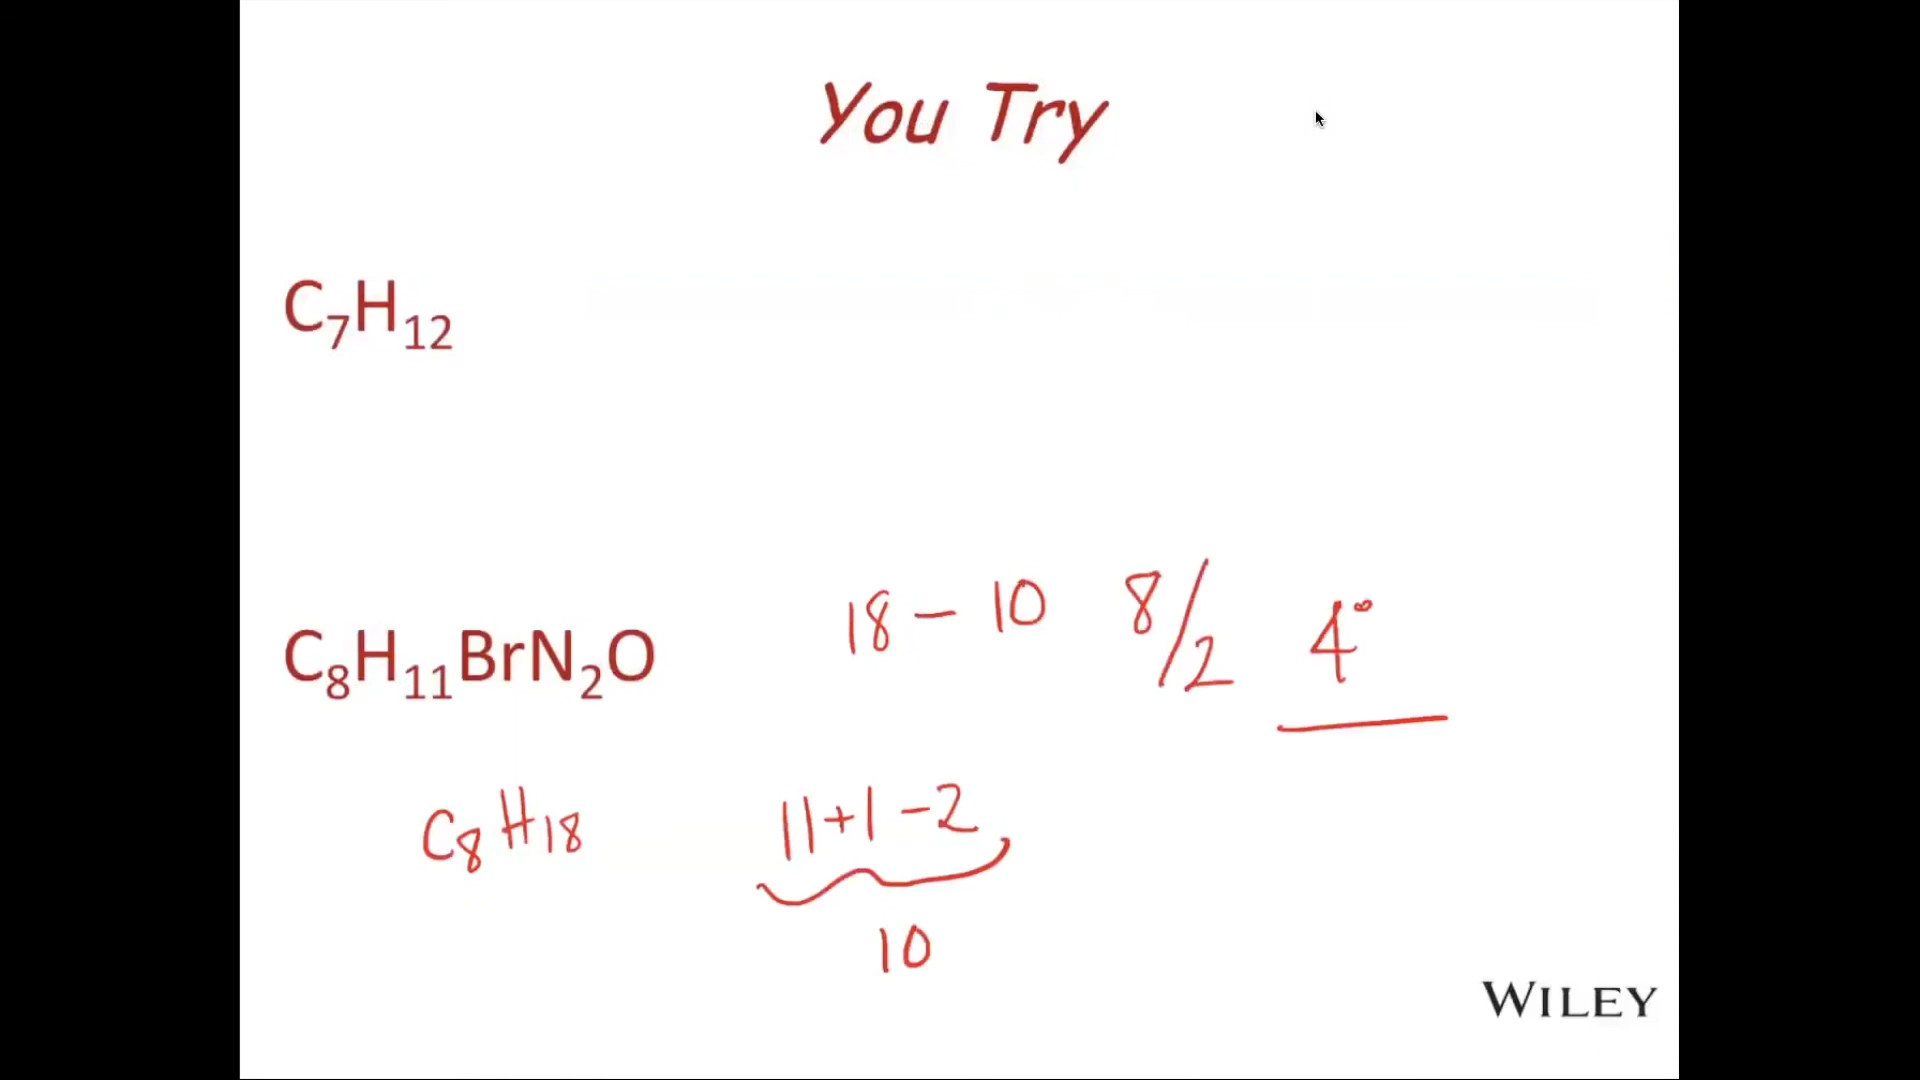 You Try
C₇H₁₂
18 - 10 8/2 4°
C₈H₁₁BrN₂O
C₈H₁₈ 11+1-2
10
WILEY